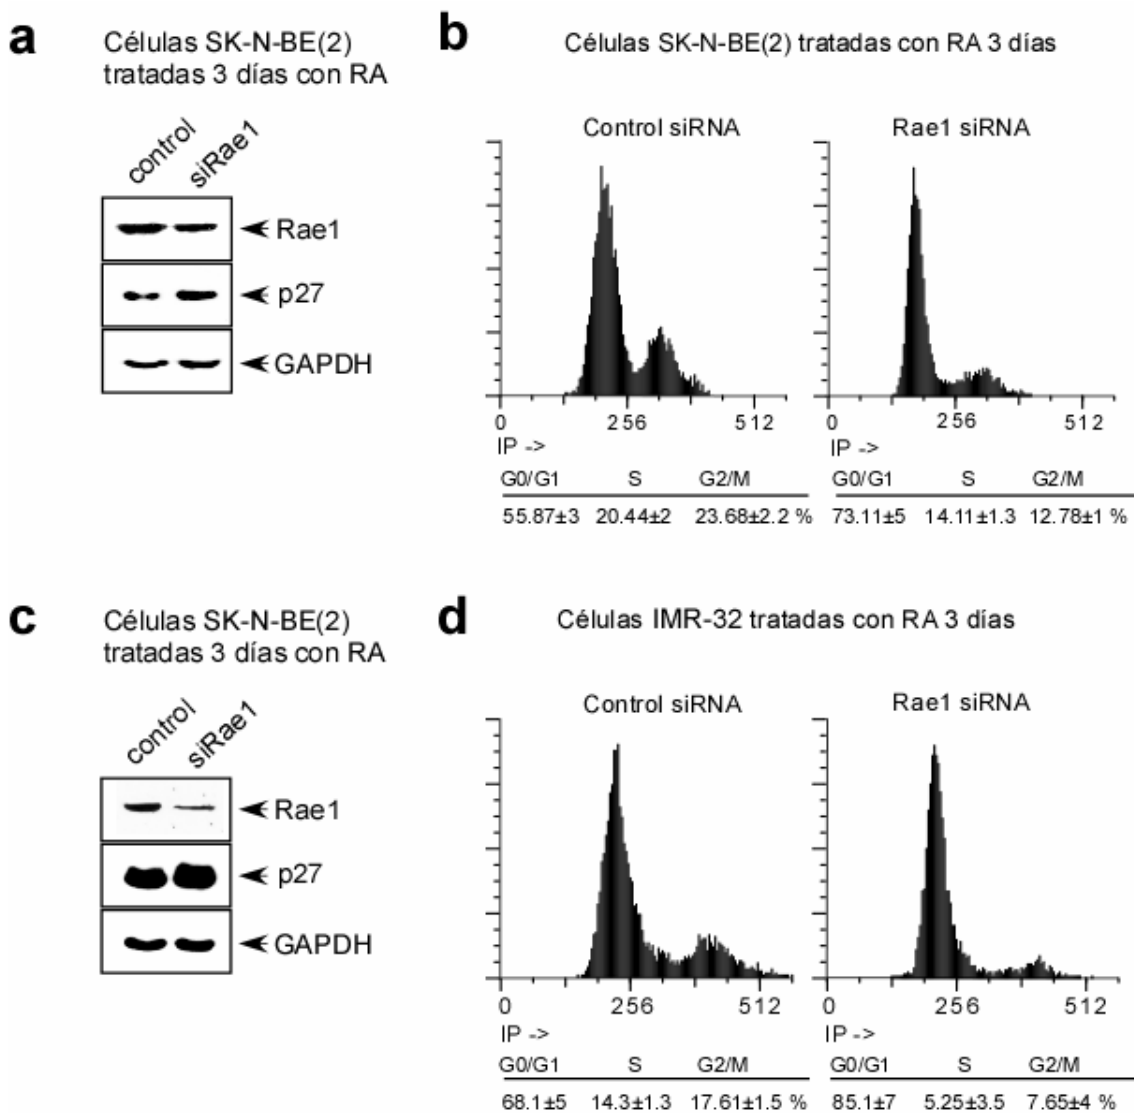 a
Células SK-N-BE(2)
tratadas 3 días con RA
control
siRae1
Rae1
p27
GAPDH
b
Células SK-N-BE(2) tratadas con RA 3 días
Control siRNA
0 256 512
IP ->
G0/G1 S G2/M
55.87±3 20.44±2 23.68±2.2 %
Rae1 siRNA
0 256 512
IP ->
G0/G1 S G2/M
73.11±5 14.11±1.3 12.78±1 %
c
Células SK-N-BE(2)
tratadas 3 días con RA
control
siRae1
Rae1
p27
GAPDH
d
Células IMR-32 tratadas con RA 3 días
Control siRNA
0 256 512
IP ->
G0/G1 S G2/M
68.1±5 14.3±1.3 17.61±1.5 %
Rae1 siRNA
0 256 512
IP ->
G0/G1 S G2/M
85.1±7 5.25±3.5 7.65±4 %